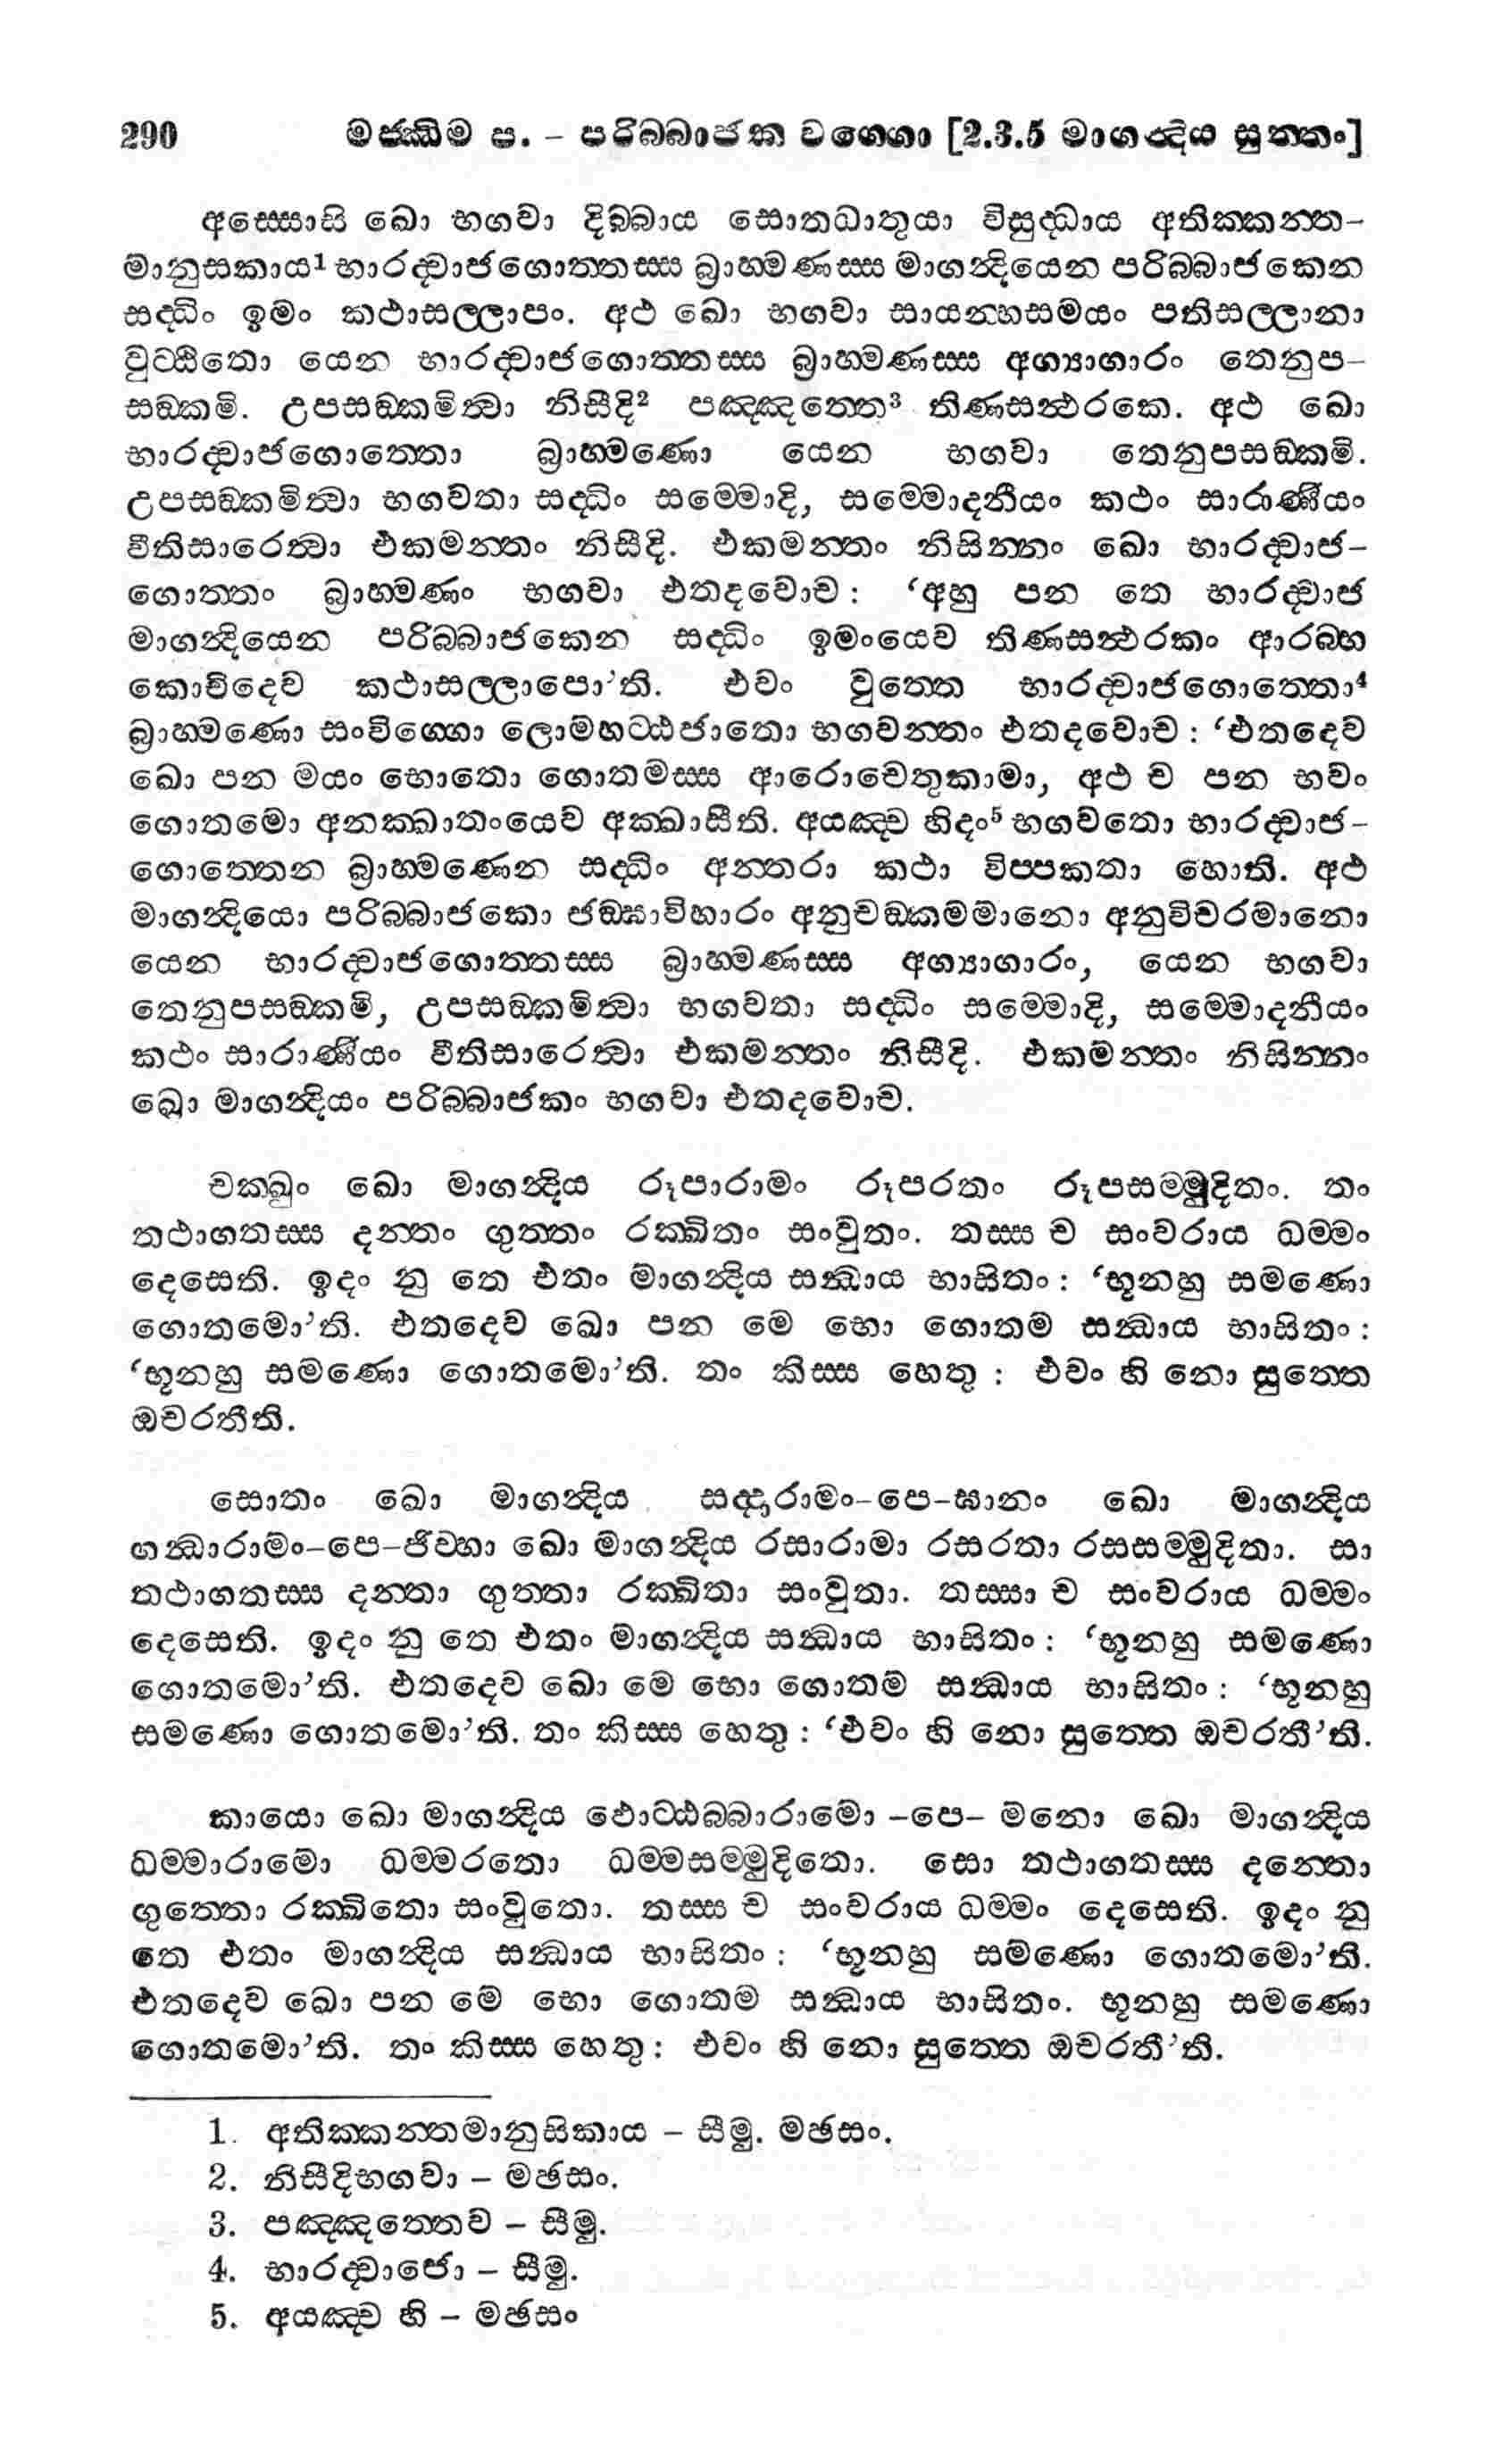 290 මජ්ඣිම ප. – පරිබ්බාජක වග්ගො [2.3.5 මාගන්දිය සුත්තං]
අස්සොසි ඛො භගවා දිබ්බාය සොතධාතුයා විසුද්ධාය අතික්කන්ත-
මානුසකාය¹ භාරද්වාජගොත්තස්ස බ්‍රාහ්මණස්ස මාගන්දියෙන පරිබ්බාජකෙන
සද්ධිං ඉමං කථාසල්ලාපං. අථ ඛො භගවා සායන්හසමයං පතිසල්ලානා
වුට්ඨිතො යෙන භාරද්වාජගොත්තස්ස බ්‍රාහ්මණස්ස අග්‍යාගාරං තෙනුප-
සඞ්කමි. උපසඞ්කමිත්වා නිසීදි² පඤ්ඤත්තෙ³ තිණසන්ථරකෙ. අථ ඛො
භාරද්වාජගොත්තො බ්‍රාහ්මණො යෙන භගවා තෙනුපසඞ්කමි.
උපසඞ්කමිත්වා භගවතා සද්ධිං සම්මොදි, සම්මොදනීයං කථං සාරාණීයං
වීතිසාරෙත්වා එකමන්තං නිසීදි. එකමන්තං නිසින්නං ඛො භාරද්වාජ-
ගොත්තං බ්‍රාහ්මණං භගවා එතදවොච : ‘අහු පන තෙ භාරද්වාජ
මාගන්දියෙන පරිබ්බාජකෙන සද්ධිං ඉමංයෙව තිණසන්ථරකං ආරබ්භ
කොචිදෙව කථාසල්ලාපො’ති. එවං වුත්තෙ භාරද්වාජගොත්තො⁴
බ්‍රාහ්මණො සංවිග්ගො ලොමහට්ඨජාතො භගවන්තං එතදවොච : ‘එතදෙව
ඛො පන මයං භොතො ගොතමස්ස ආරොචෙතුකාමා, අථ ච පන භවං
ගොතමො අනක්ඛාතංයෙව අක්ඛාසීති. අයඤ්ච හිදං⁵ භගවතො භාරද්වාජ-
ගොත්තෙන බ්‍රාහ්මණෙන සද්ධිං අන්තරා කථා විප්පකතා හොති. අථ
මාගන්දියො පරිබ්බාජකො ජඞ්ඝාවිහාරං අනුචඞ්කමමානො අනුවිචරමානො
යෙන භාරද්වාජගොත්තස්ස බ්‍රාහ්මණස්ස අග්‍යාගාරං, යෙන භගවා
තෙනුපසඞ්කමි, උපසඞ්කමිත්වා භගවතා සද්ධිං සම්මොදි, සම්මොදනීයං
කථං සාරාණීයං වීතිසාරෙත්වා එකමන්තං නිසීදි. එකමන්තං නිසින්නං
ඛො මාගන්දියං පරිබ්බාජකං භගවා එතදවොච.
චක්ඛුං ඛො මාගන්දිය රූපාරාමං රූපරතං රූපසම්මුදිතං. තං
තථාගතස්ස දන්තං ගුත්තං රක්ඛිතං සංවුතං. තස්ස ච සංවරාය ධම්මං
දෙසෙති. ඉදං නු තෙ එතං මාගන්දිය සන්ධාය භාසිතං : ‘භූනහු සමණො
ගොතමො’ති. එතදෙව ඛො පන මෙ භො ගොතම සන්ධාය භාසිතං :
‘භූනහු සමණො ගොතමො’ති. තං කිස්ස හෙතු : එවං හි නො සුත්තෙ
ඔචරතීති.
සොතං ඛො මාගන්දිය සද්දාරාමං-පෙ-ඝානං ඛො මාගන්දිය
ගන්ධාරාමං-පෙ-ජිව්හා ඛො මාගන්දිය රසාරාමා රසරතා රසසම්මුදිතා. සා
තථාගතස්ස දන්තා ගුත්තා රක්ඛිතා සංවුතා. තස්සා ච සංවරාය ධම්මං
දෙසෙති. ඉදං නු තෙ එතං මාගන්දිය සන්ධාය භාසිතං : ‘භූනහු සමණො
ගොතමො’ති. එතදෙව ඛො මෙ භො ගොතම සන්ධාය භාසිතං : ‘භූනහු
සමණො ගොතමො’ති. තං කිස්ස හෙතු : ‘එවං හි නො සුත්තෙ ඔචරතී’ති.
කායො ඛො මාගන්දිය ඵොට්ඨබ්බාරාමො -පෙ- මනො ඛො මාගන්දිය
ධම්මාරාමො ධම්මරතො ධම්මසම්මුදිතො. සො තථාගතස්ස දන්තො
ගුත්තො රක්ඛිතො සංවුතො. තස්ස ච සංවරාය ධම්මං දෙසෙති. ඉදං නු
තෙ එතං මාගන්දිය සන්ධාය භාසිතං : ‘භූනහු සම්ණො ගොතමො’ති.
එතදෙව ඛො පන මෙ භො ගොතම සන්ධාය භාසිතං. භූනහු සමණො
ගොතමො’ති. තං කිස්ස හෙතු : එවං හි නො සුත්තෙ ඔචරතී’ති.
1. අතික්කන්තමානුසිකාය – සීමු. මඡසං.
2. නිසීදිභගවා – මඡසං.
3. පඤ්ඤත්තෙව – සීමු.
4. භාරද්වාජො – සීමු.
5. අයඤ්ච හි – මඡසං